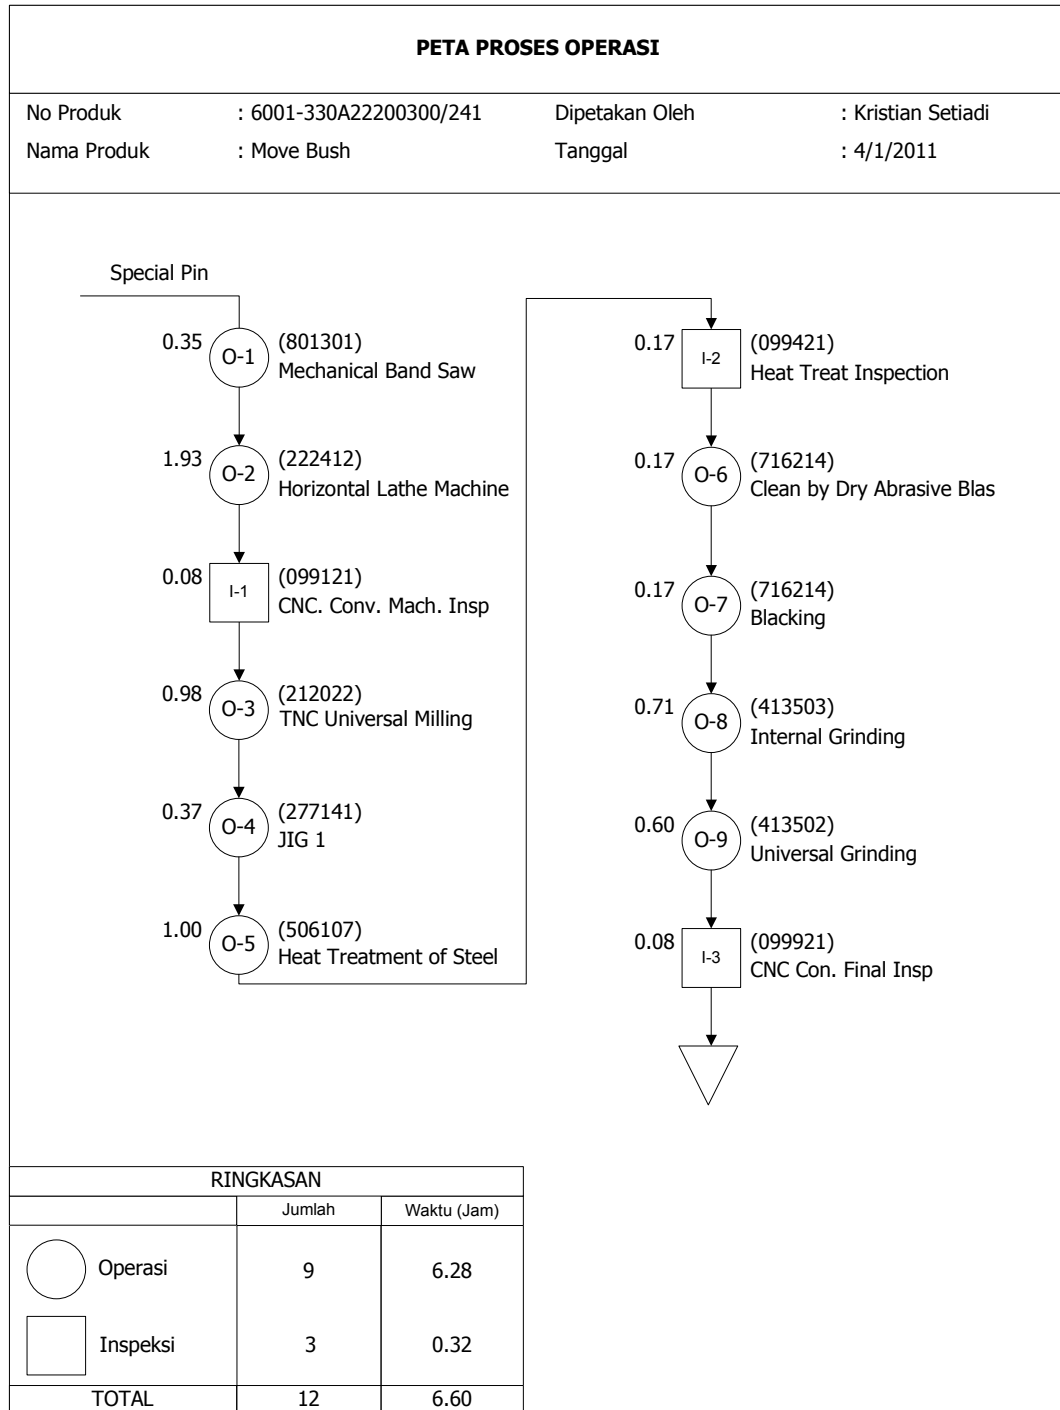 PETA PROSES OPERASI
No Produk : 6001-330A22200300/241 Dipetakan Oleh : Kristian Setiadi
Nama Produk : Move Bush Tanggal : 4/1/2011
Special Pin
0.35 O-1 (801301)
Mechanical Band Saw
1.93 O-2 (222412)
Horizontal Lathe Machine
0.08 I-1 (099121)
CNC. Conv. Mach. Insp
0.98 O-3 (212022)
TNC Universal Milling
0.37 O-4 (277141)
JIG 1
1.00 O-5 (506107)
Heat Treatment of Steel
0.17 I-2 (099421)
Heat Treat Inspection
0.17 O-6 (716214)
Clean by Dry Abrasive Blas
0.17 O-7 (716214)
Blacking
0.71 O-8 (413503)
Internal Grinding
0.60 O-9 (413502)
Universal Grinding
0.08 I-3 (099921)
CNC Con. Final Insp
RINGKASAN
Jumlah Waktu (Jam)
Operasi 9 6.28
Inspeksi 3 0.32
TOTAL 12 6.60